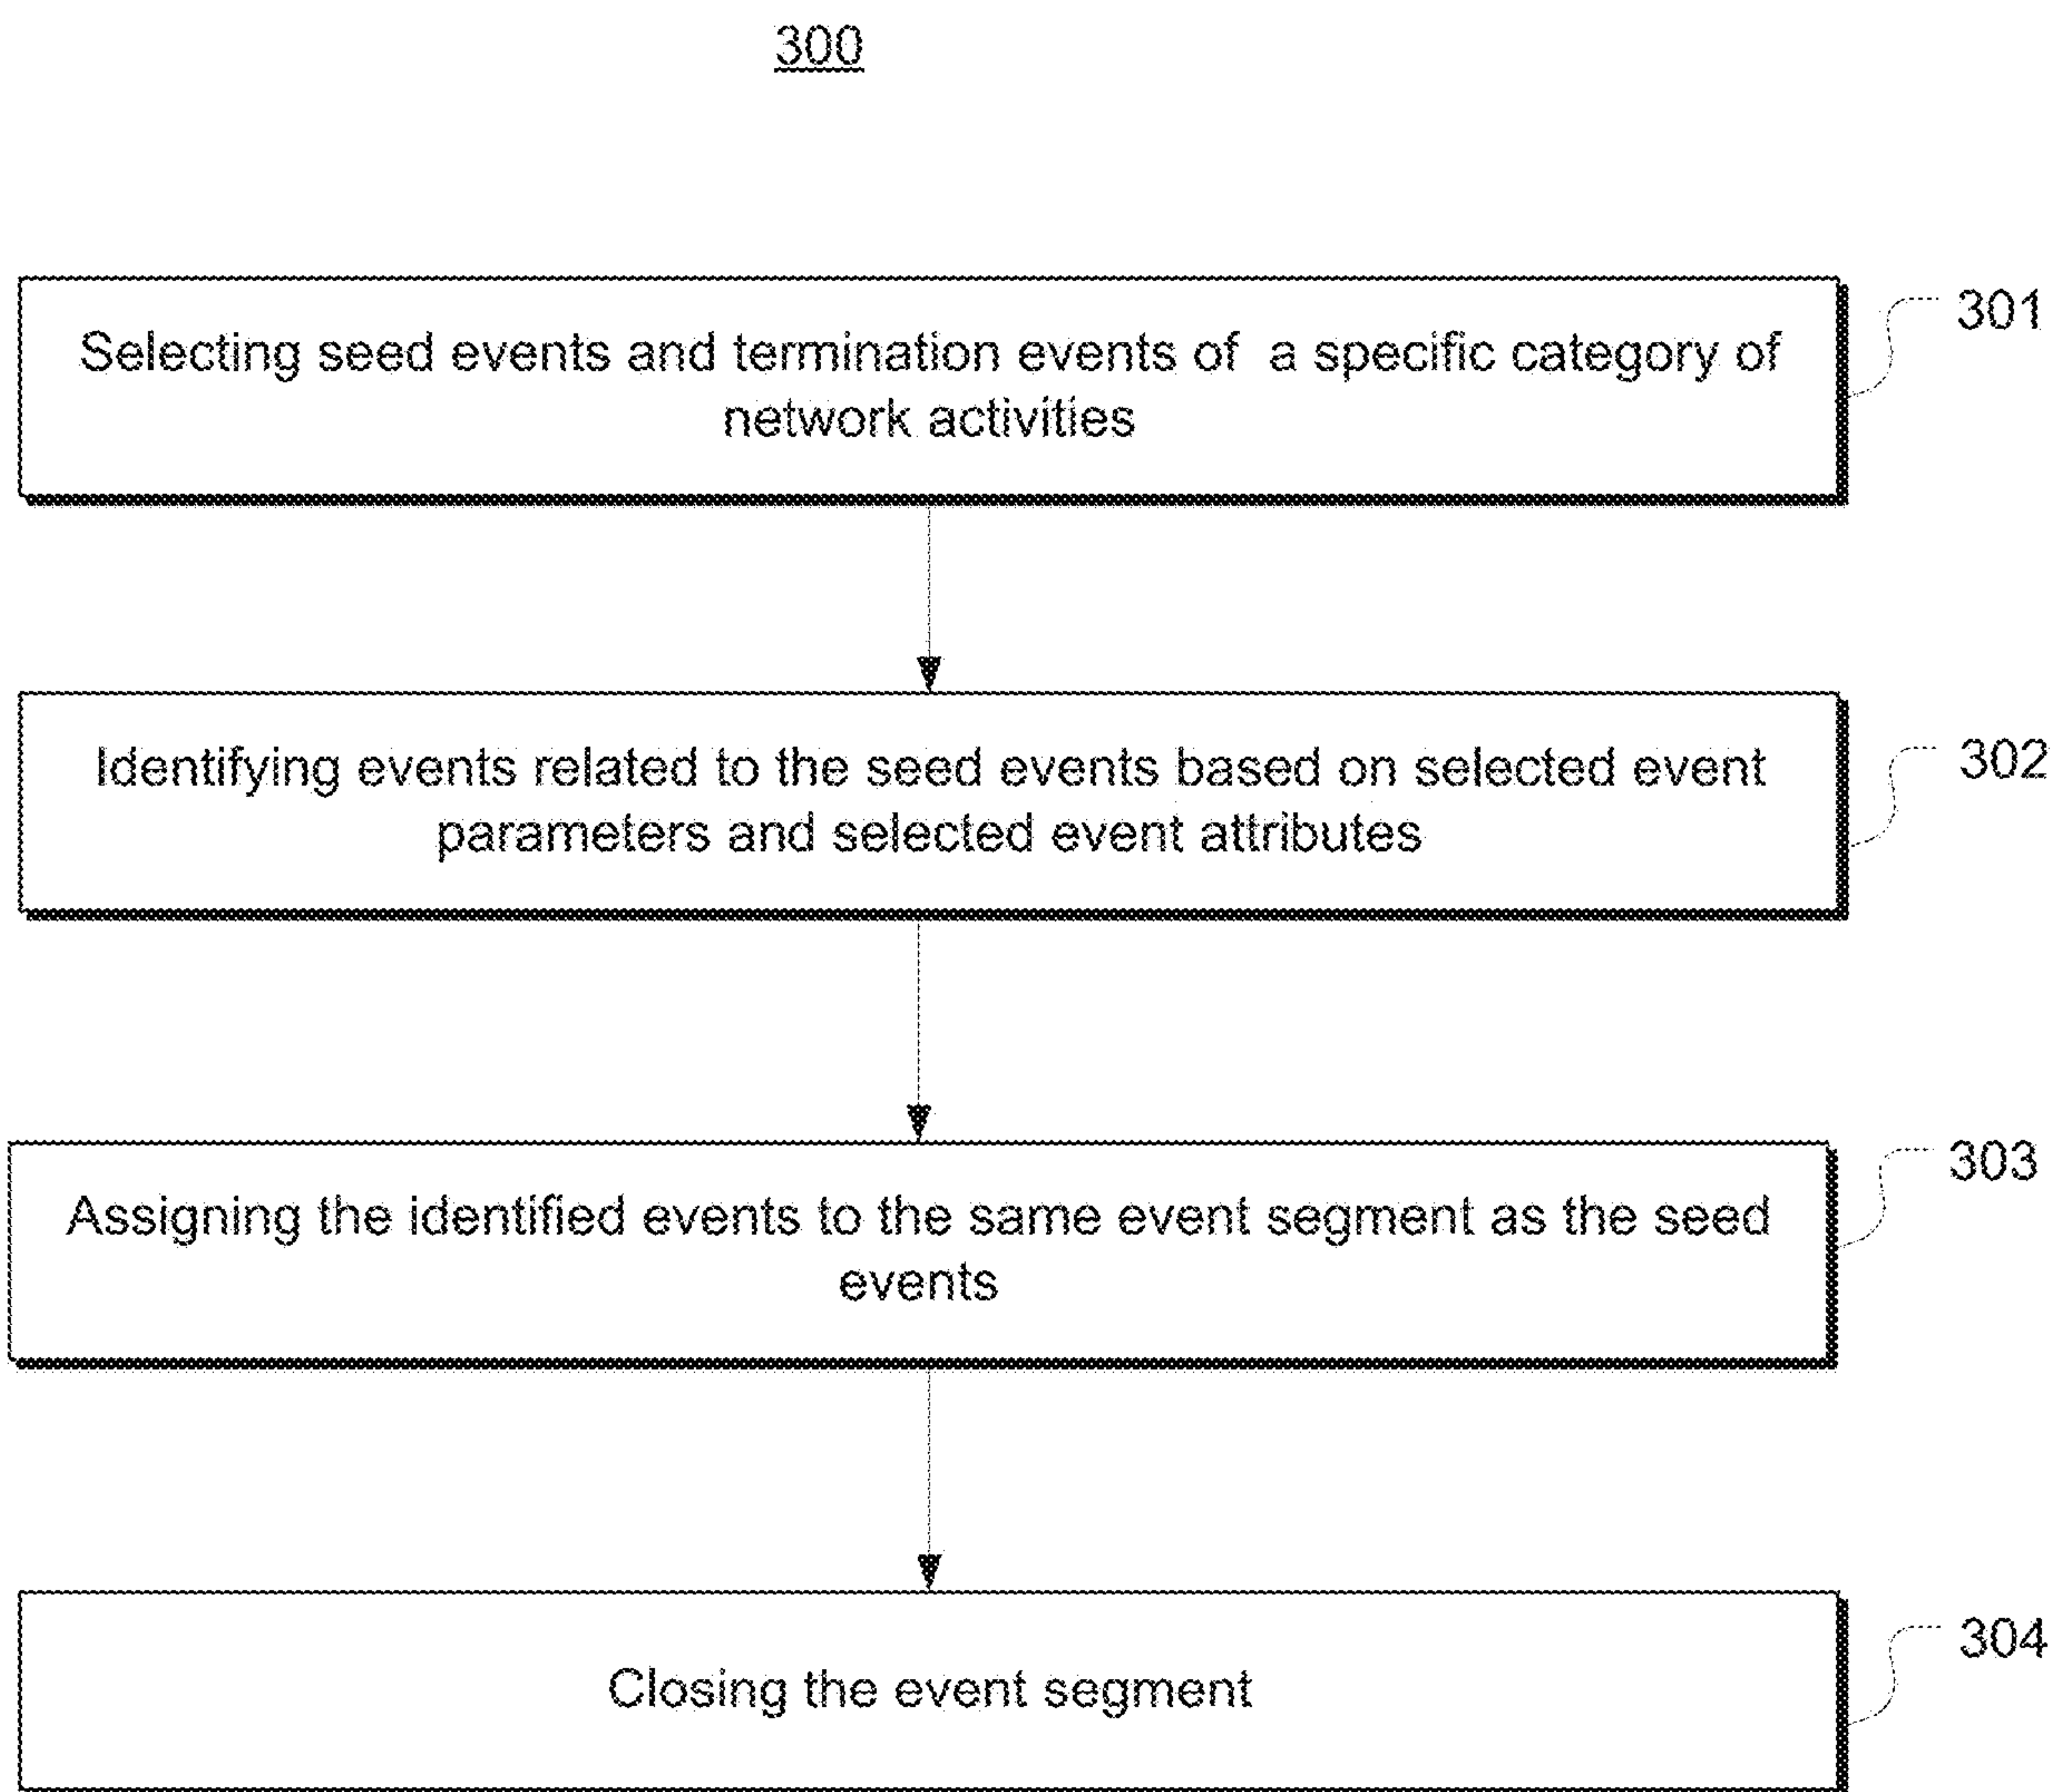 300
Selecting seed events and termination events of a specific category of
network activities
301
Identifying events related to the seed events based on selected event
parameters and selected event attributes
302
Assigning the identified events to the same event segment as the seed
events
303
Closing the event segment
304